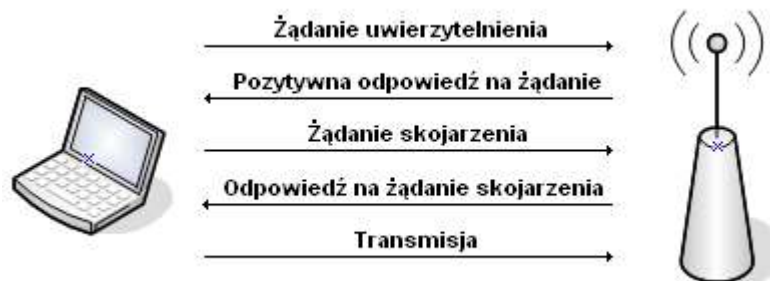 Żądanie uwierzytelnienia
Pozytywna odpowiedź na żądanie
Żądanie skojarzenia
Odpowiedź na żądanie skojarzenia
Transmisja